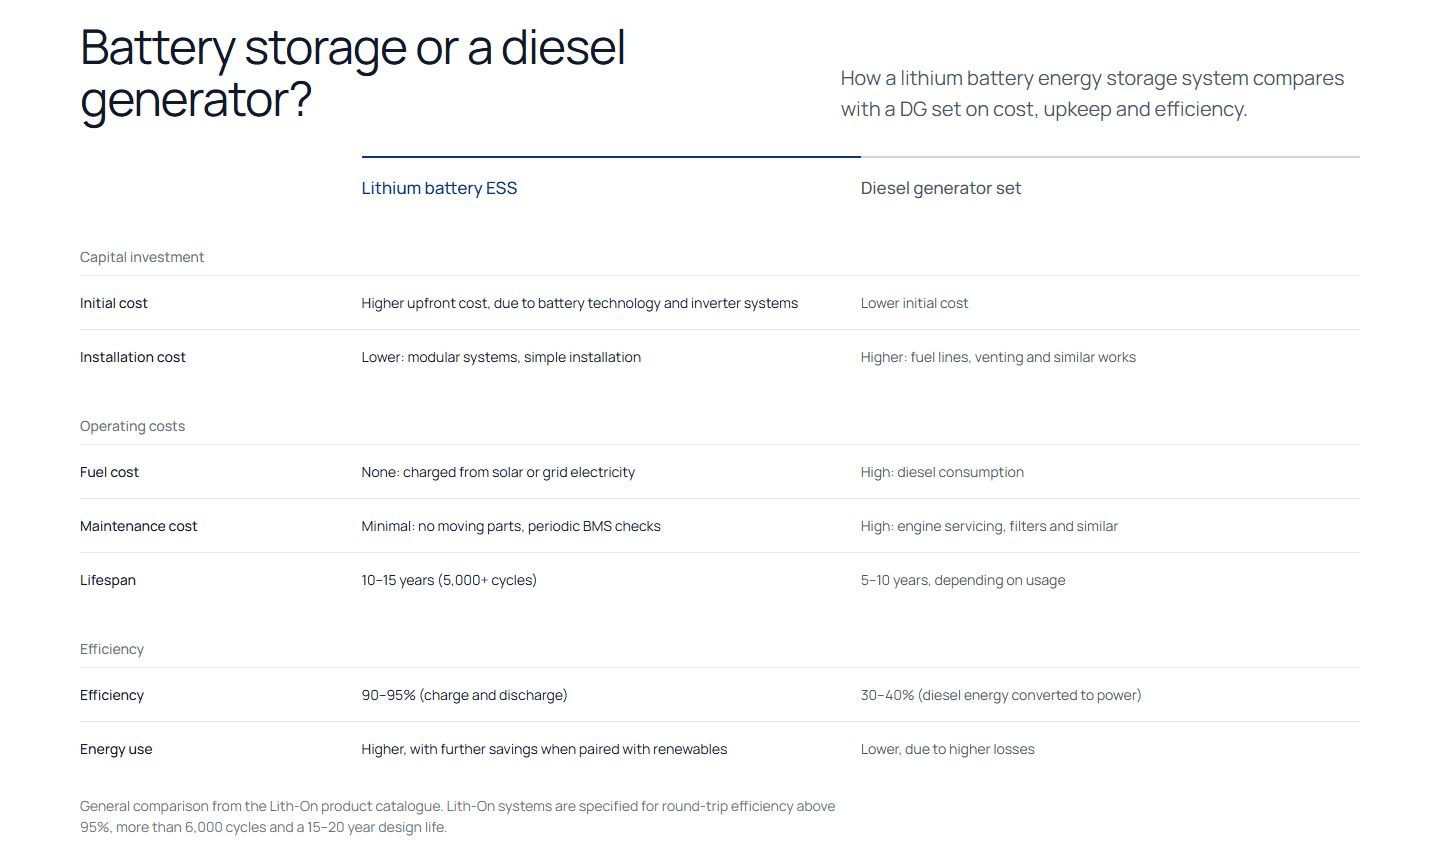 Battery storage or a diesel
generator?
How a lithium battery energy storage system compares
with a DG set on cost, upkeep and efficiency.
Lithium battery ESS
Diesel generator set
Capital investment
Initial cost
Higher upfront cost, due to battery technology and inverter systems
Lower initial cost
Installation cost
Lower: modular systems, simple installation
Higher: fuel lines, venting and similar works
Operating costs
Fuel cost
None: charged from solar or grid electricity
High: diesel consumption
Maintenance cost
Minimal: no moving parts, periodic BMS checks
High: engine servicing, filters and similar
Lifespan
10–15 years (5,000+ cycles)
5–10 years, depending on usage
Efficiency
Efficiency
90–95% (charge and discharge)
30–40% (diesel energy converted to power)
Energy use
Higher, with further savings when paired with renewables
Lower, due to higher losses
General comparison from the Lith-On product catalogue. Lith-On systems are specified for round-trip efficiency above
95%, more than 6,000 cycles and a 15–20 year design life.